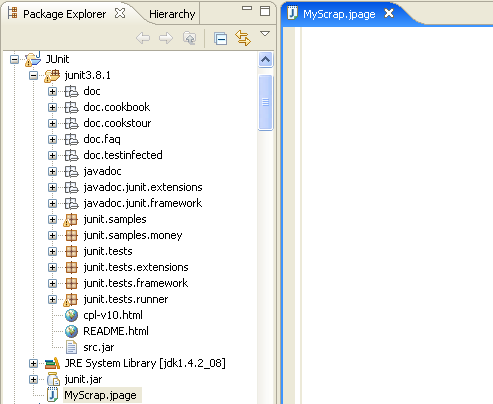 Package Explorer
Hierarchy
MyScrap.jpage
JUnit
junit3.8.1
doc
doc.cookbook
doc.cookstour
doc.faq
doc.testinfected
javadoc
javadoc.junit.extensions
javadoc.junit.framework
junit.samples
junit.samples.money
junit.tests
junit.tests.extensions
junit.tests.framework
junit.tests.runner
cpl-v10.html
README.html
src.jar
JRE System Library [jdk1.4.2_08]
junit.jar
MyScrap.jpage